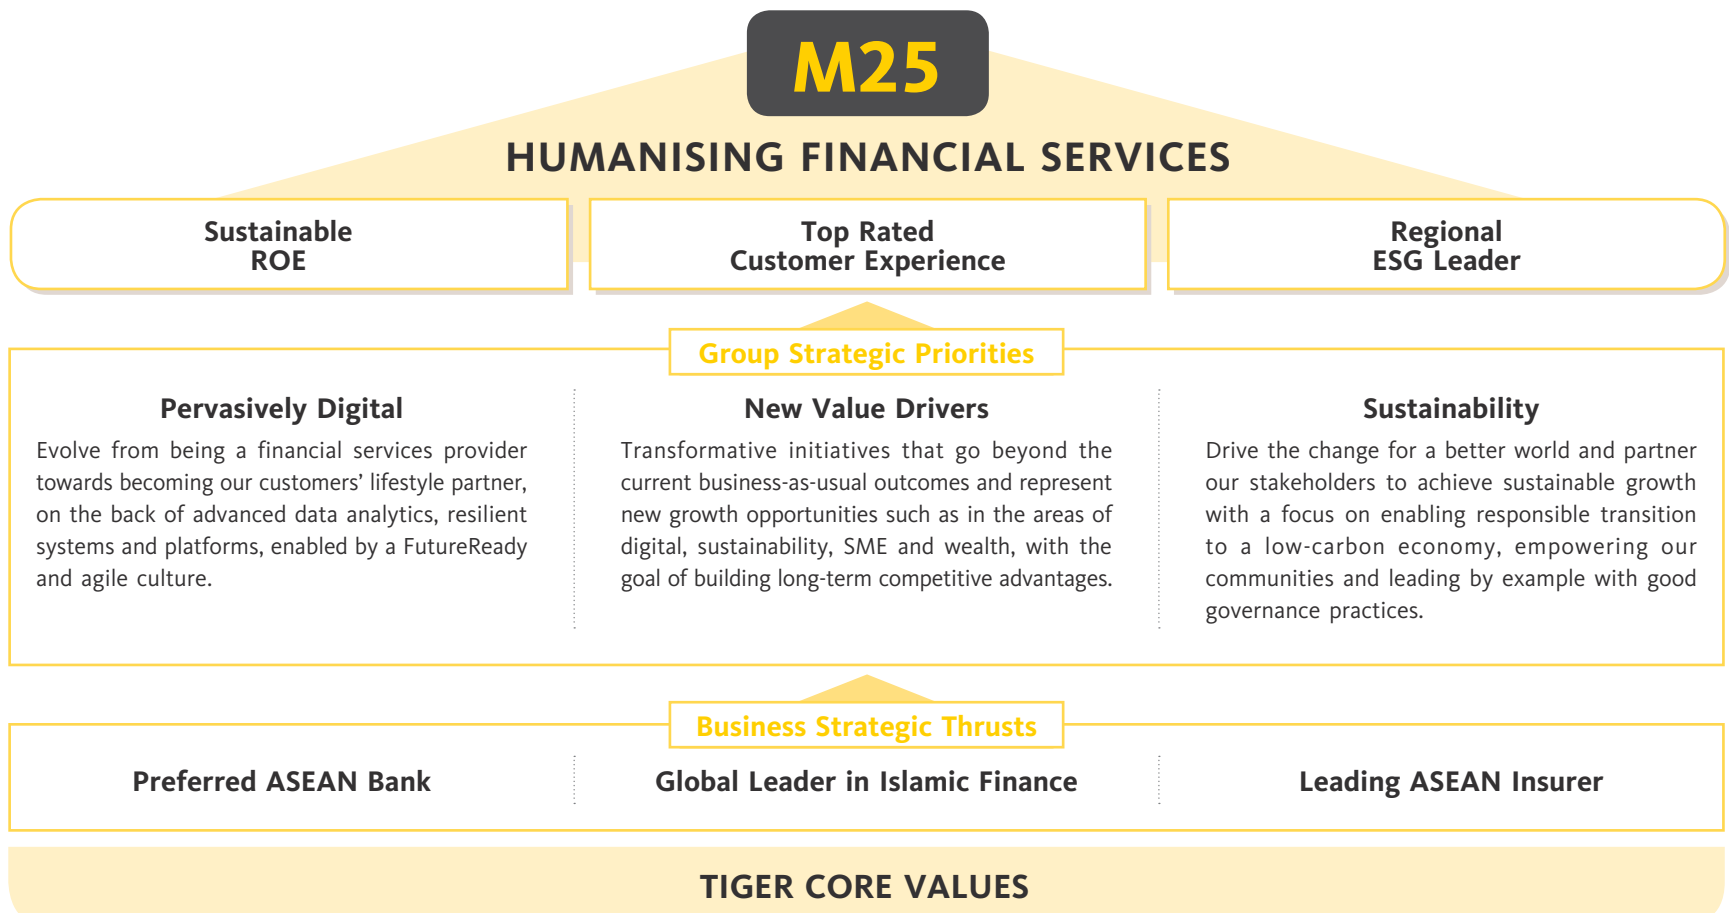 M25
HUMANISING FINANCIAL SERVICES
Sustainable
ROE
Top Rated
Customer Experience
Regional
ESG Leader
Group Strategic Priorities
Pervasively Digital
Evolve from being a financial services provider
towards becoming our customers’ lifestyle partner,
on the back of advanced data analytics, resilient
systems and platforms, enabled by a FutureReady
and agile culture.
New Value Drivers
Transformative initiatives that go beyond the
current business-as-usual outcomes and represent
new growth opportunities such as in the areas of
digital, sustainability, SME and wealth, with the
goal of building long-term competitive advantages.
Sustainability
Drive the change for a better world and partner
our stakeholders to achieve sustainable growth
with a focus on enabling responsible transition
to a low-carbon economy, empowering our
communities and leading by example with good
governance practices.
Business Strategic Thrusts
Preferred ASEAN Bank
Global Leader in Islamic Finance
Leading ASEAN Insurer
TIGER CORE VALUES